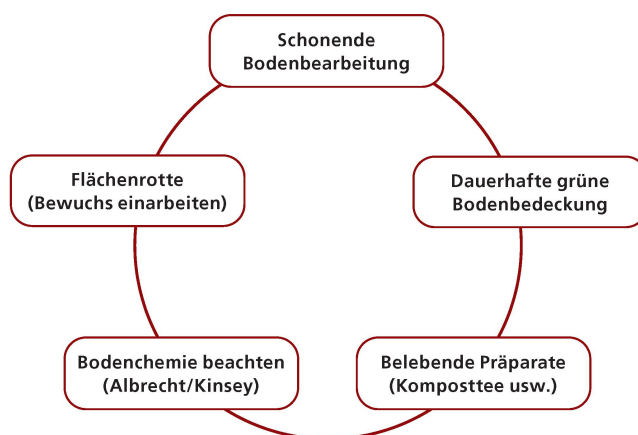 Schonende
Bodenbearbeitung
Flächenrotte
(Bewuchs einarbeiten)
Dauerhafte grüne
Bodenbedeckung
Bodenchemie beachten
(Albrecht/Kinsey)
Belebende Präparate
(Komposttee usw.)